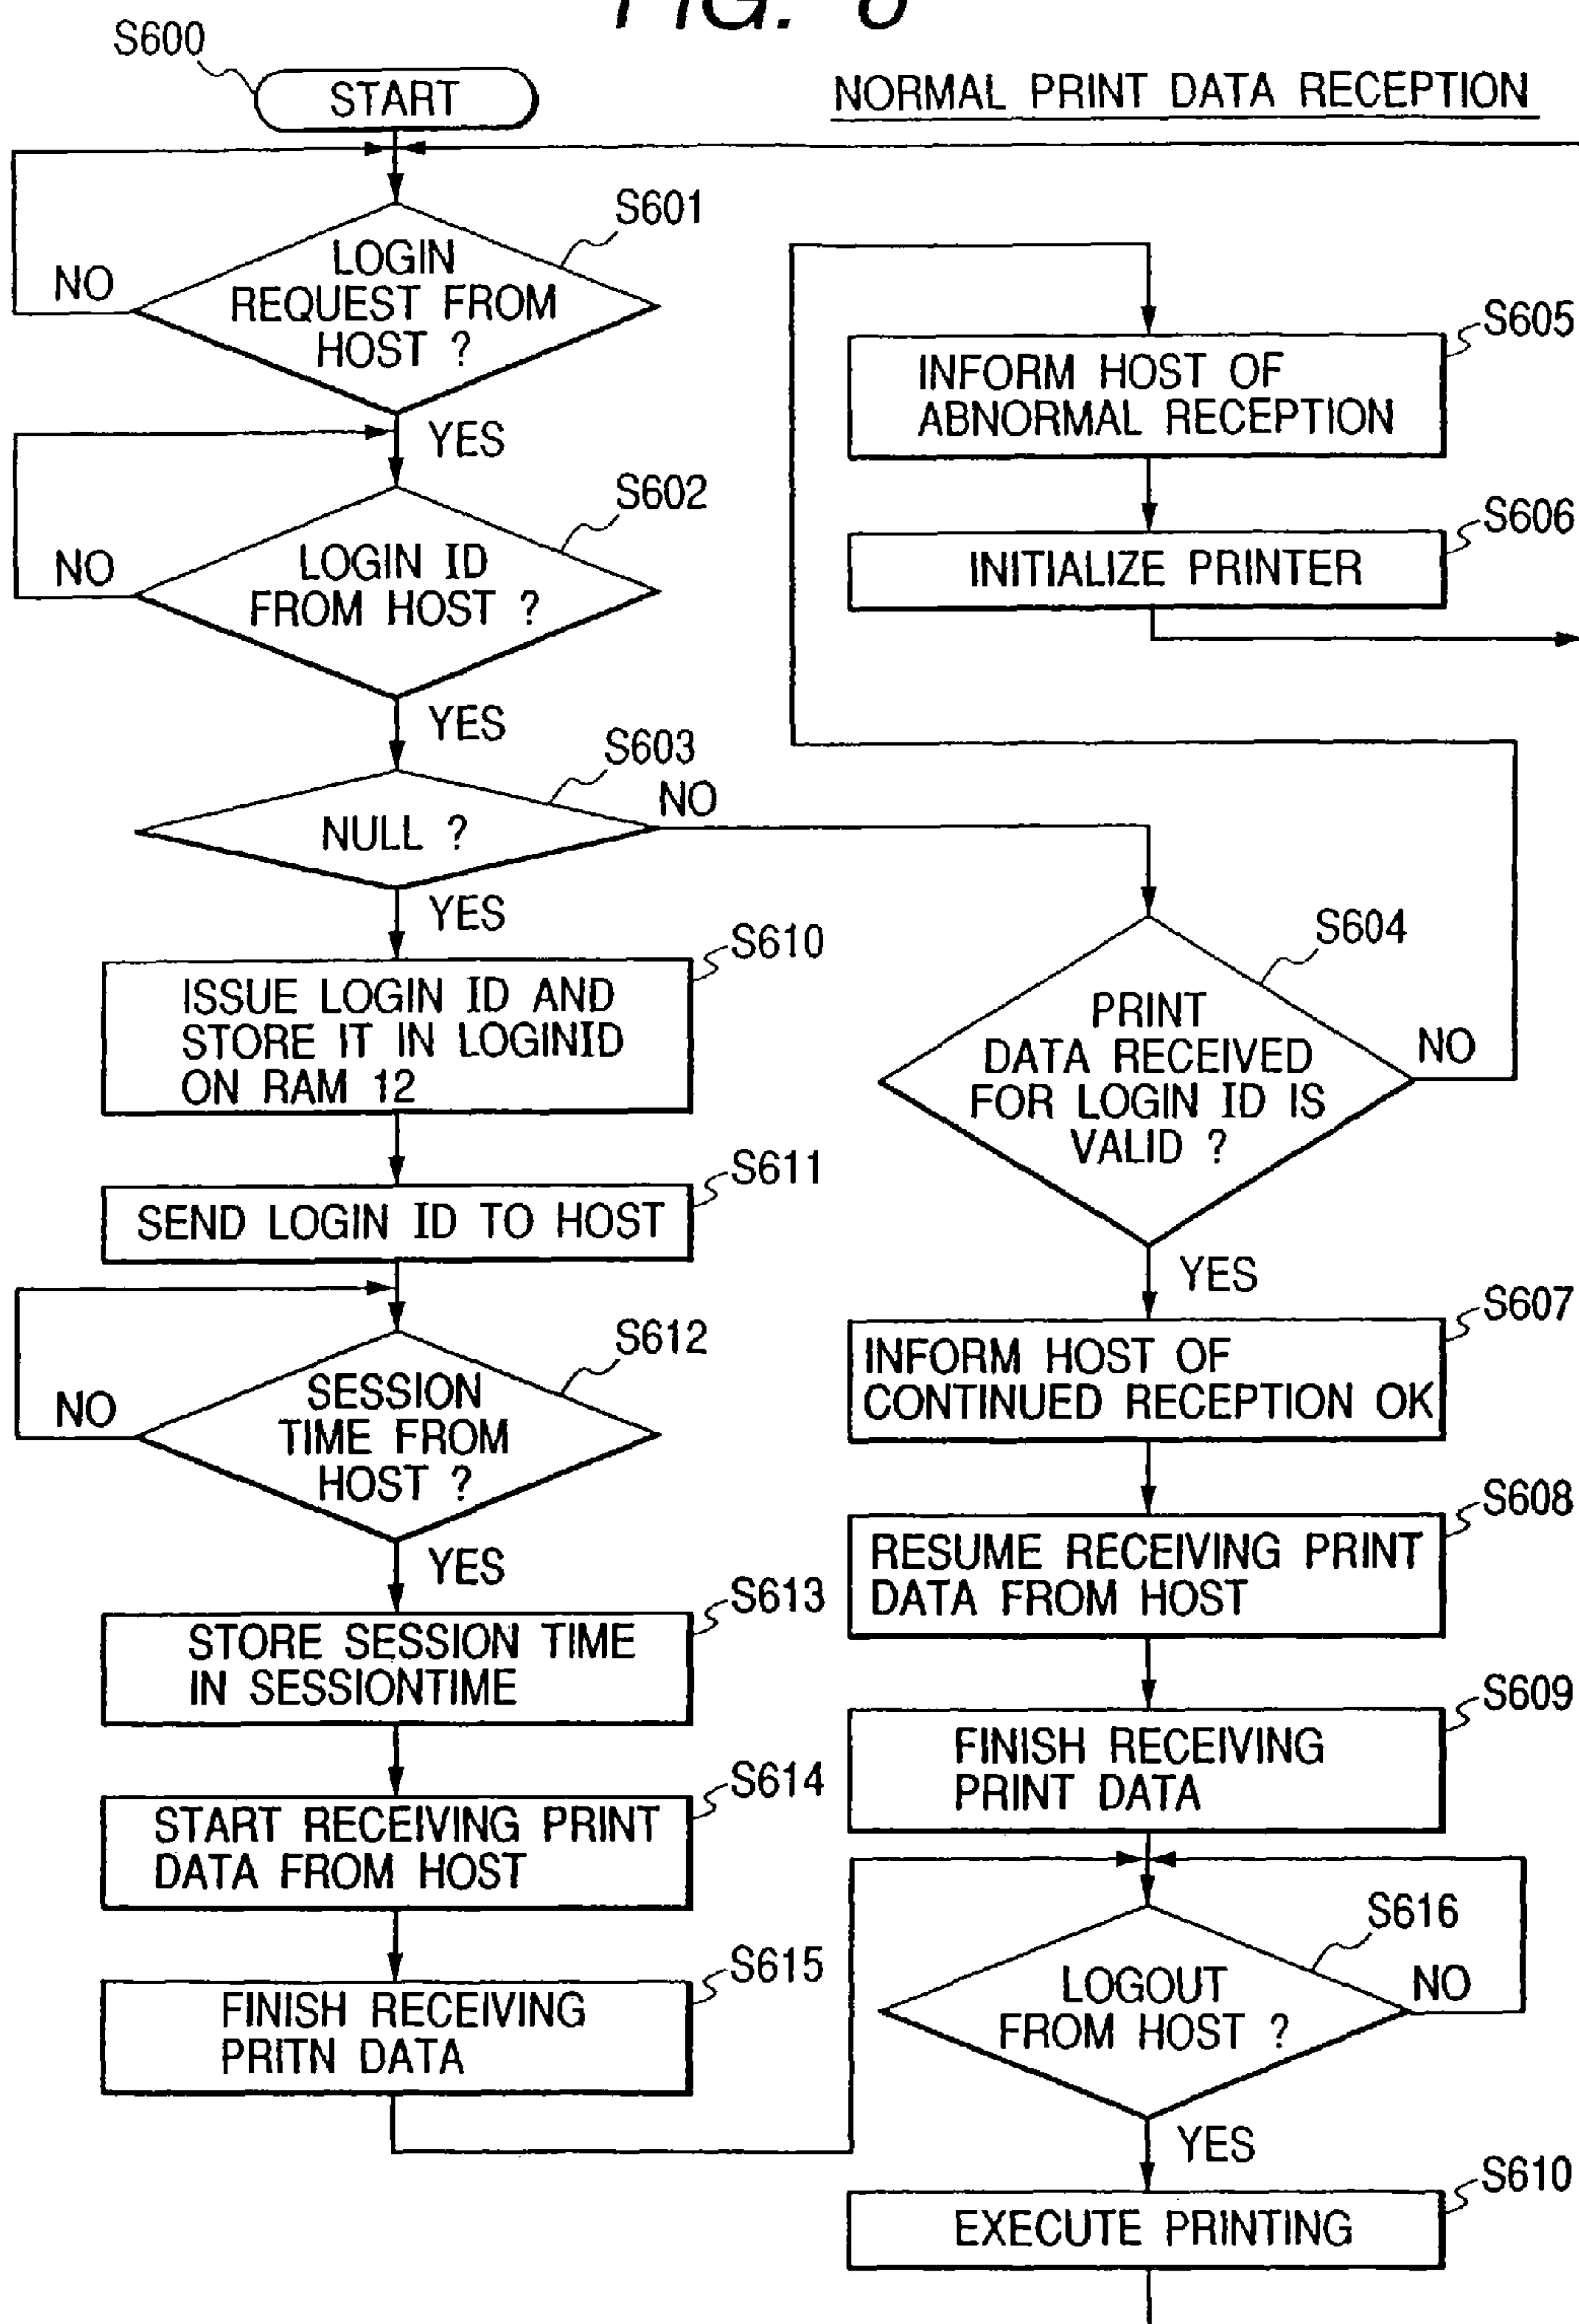 S600
START
NORMAL PRINT DATA RECEPTION
S601
LOGIN
REQUEST FROM
HOST ?
NO
YES
S602
LOGIN ID
FROM HOST ?
NO
YES
S603
NULL ?
NO
YES
S610
ISSUE LOGIN ID AND
STORE IT IN LOGINID
ON RAM 12
S611
SEND LOGIN ID TO HOST
S612
SESSION
TIME FROM
HOST ?
NO
YES
S613
STORE SESSION TIME
IN SESSIONTIME
S614
START RECEIVING PRINT
DATA FROM HOST
S615
FINISH RECEIVING
PRITN DATA
S605
INFORM HOST OF
ABNORMAL RECEPTION
S606
INITIALIZE PRINTER
S604
PRINT
DATA RECEIVED
FOR LOGIN ID IS
VALID ?
NO
YES
S607
INFORM HOST OF
CONTINUED RECEPTION OK
S608
RESUME RECEIVING PRINT
DATA FROM HOST
S609
FINISH RECEIVING
PRINT DATA
S616
LOGOUT
FROM HOST ?
NO
YES
S610
EXECUTE PRINTING